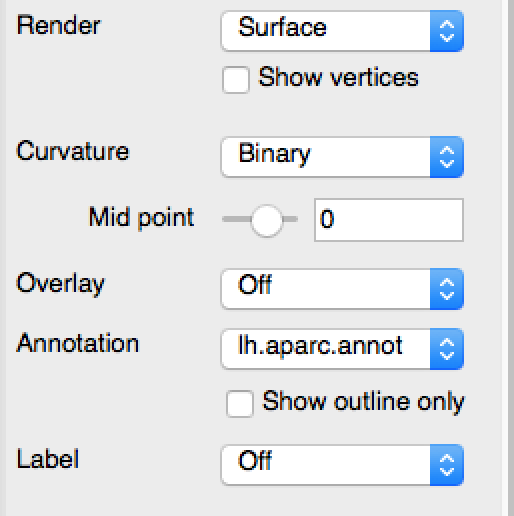 Render Surface
Show vertices
Curvature Binary
Mid point 0
Overlay Off
Annotation lh.aparc.annot
Show outline only
Label Off